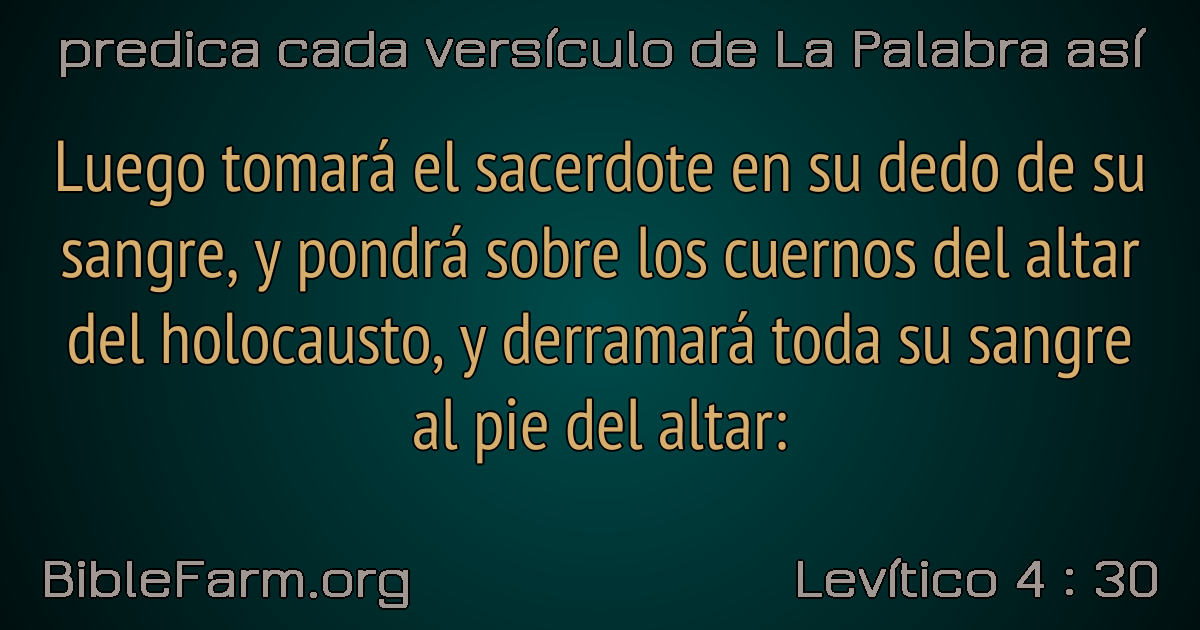 predica cada versículo de La Palabra así
Luego tomará el sacerdote en su dedo de su
sangre, y pondrá sobre los cuernos del altar
del holocausto, y derramará toda su sangre
al pie del altar:
BibleFarm.org
Levítico 4 : 30